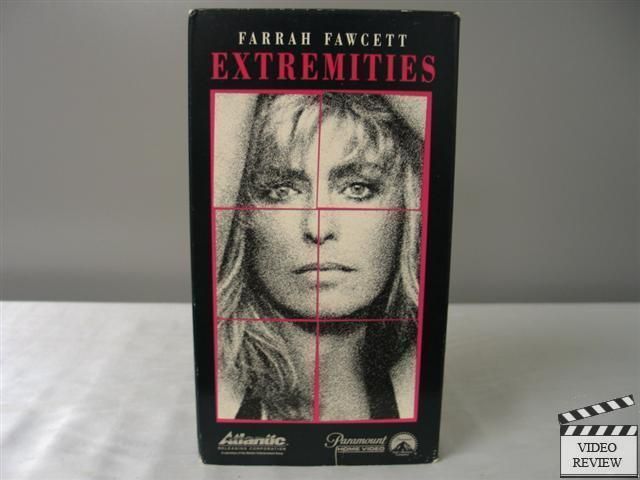 FARRAH FAWCETT
EXTREMITIES
Atlantic
RELEASING CORPORATION
Paramount
HOME VIDEO
VIDEO
REVIEW